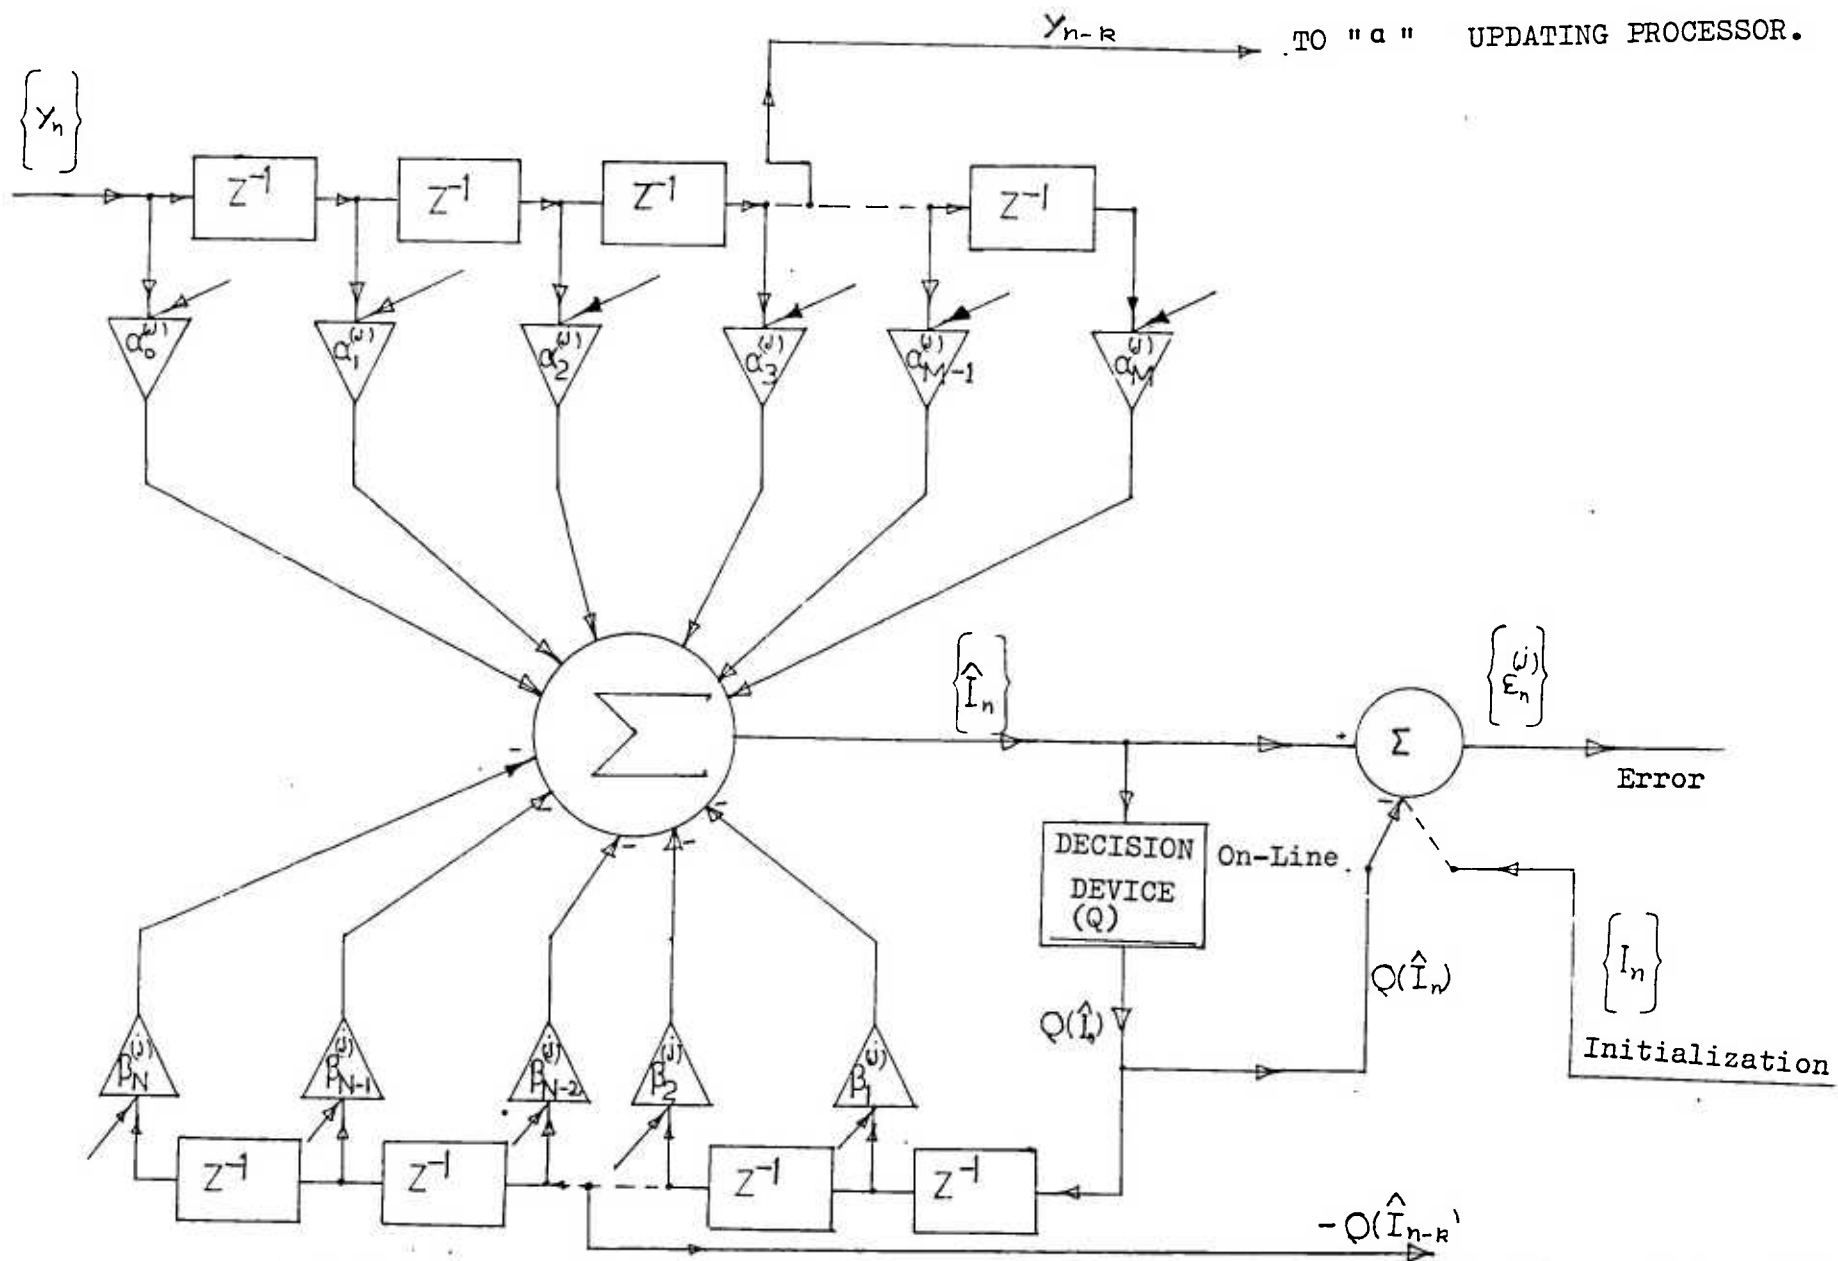 Y_{n-k}
TO "a" UPDATING PROCESSOR.
{Y_n}
Z^{-1} Z^{-1} Z^{-1} Z^{-1}
α_0^{(j)} α_1^{(j)} α_2^{(j)} α_3^{(j)} α_{M-1}^{(j)} α_M^{(j)}
{Î_n}
{ε_n^{(j)}}
Σ
+ Σ
Error
- - - - -
-
DECISION
DEVICE
(Q)
On-Line
Q(Î_n)
{I_n}
Initialization
Q(Î_n)
β_N^{(j)} β_{N-1}^{(j)} β_{N-2}^{(j)} β_2^{(j)} β_1^{(j)}
Z^{-1} Z^{-1} Z^{-1} Z^{-1}
-Q(Î_{n-k})